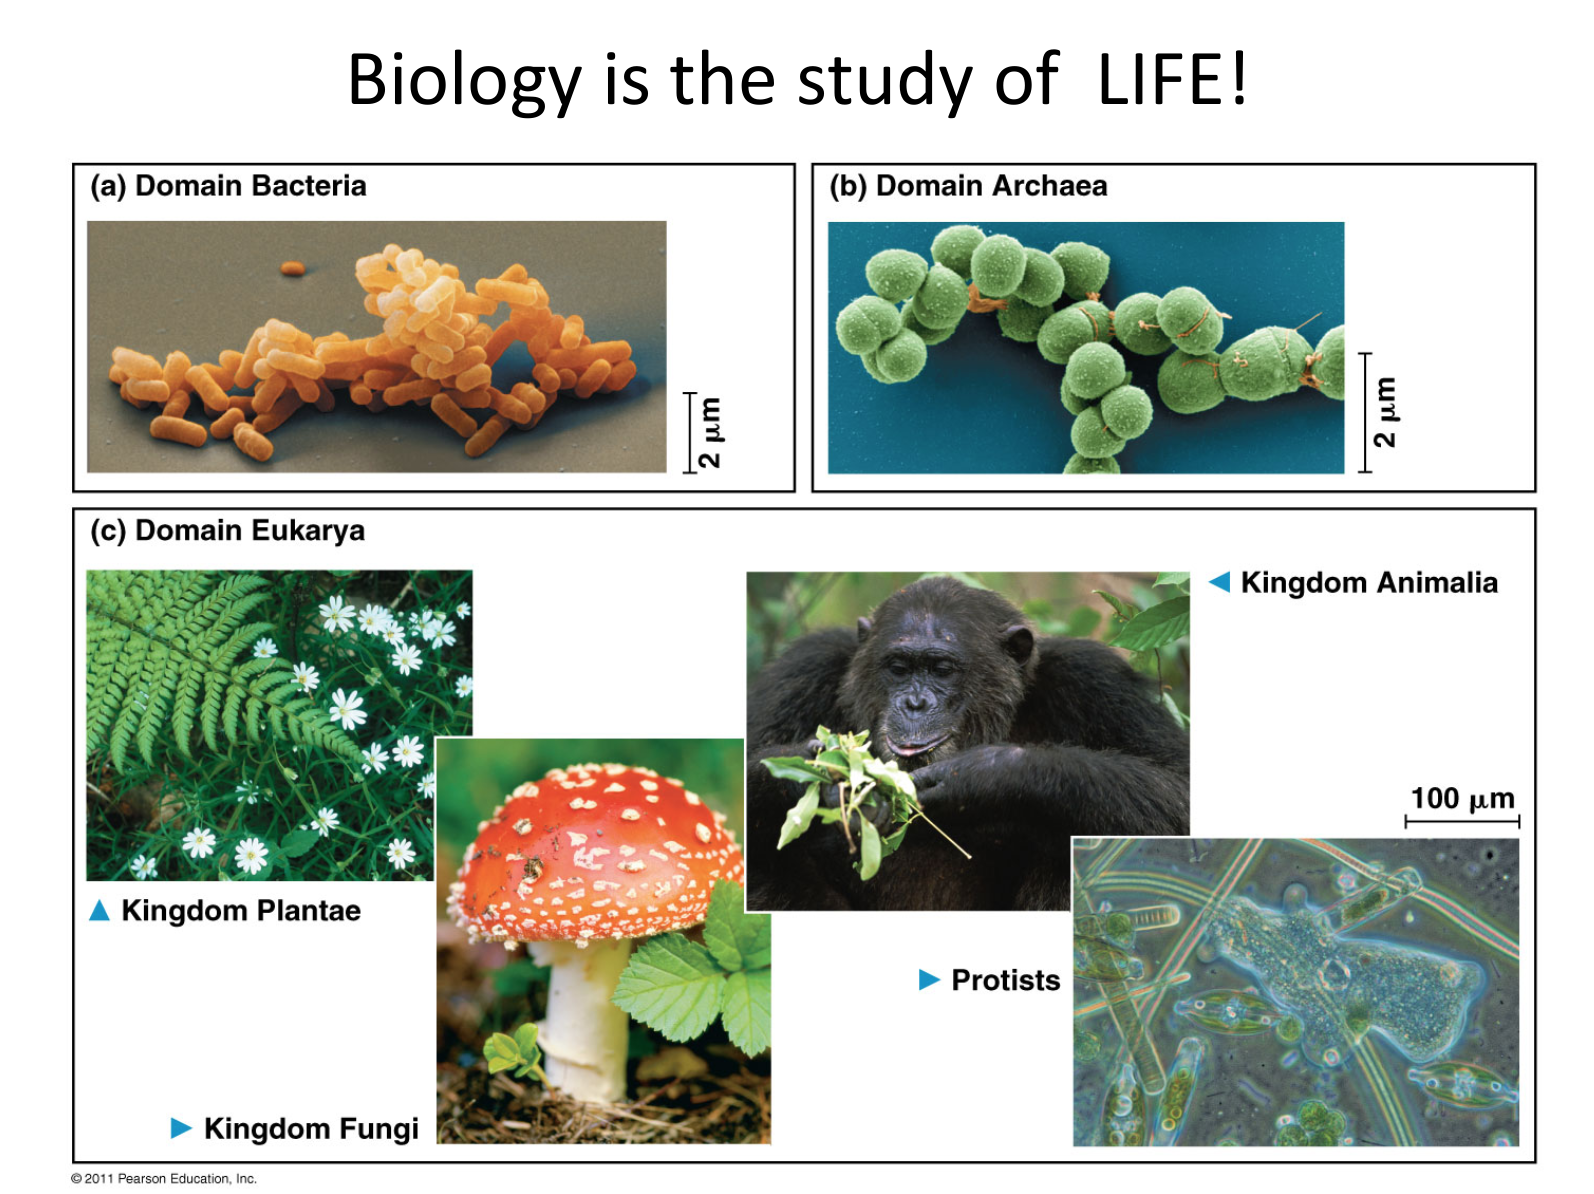 Biology is the study of  LIFE!
(a) Domain Bacteria
2 μm
(b) Domain Archaea
2 μm
(c) Domain Eukarya
Kingdom Animalia
100 μm
Kingdom Plantae
Protists
Kingdom Fungi
© 2011 Pearson Education, Inc.